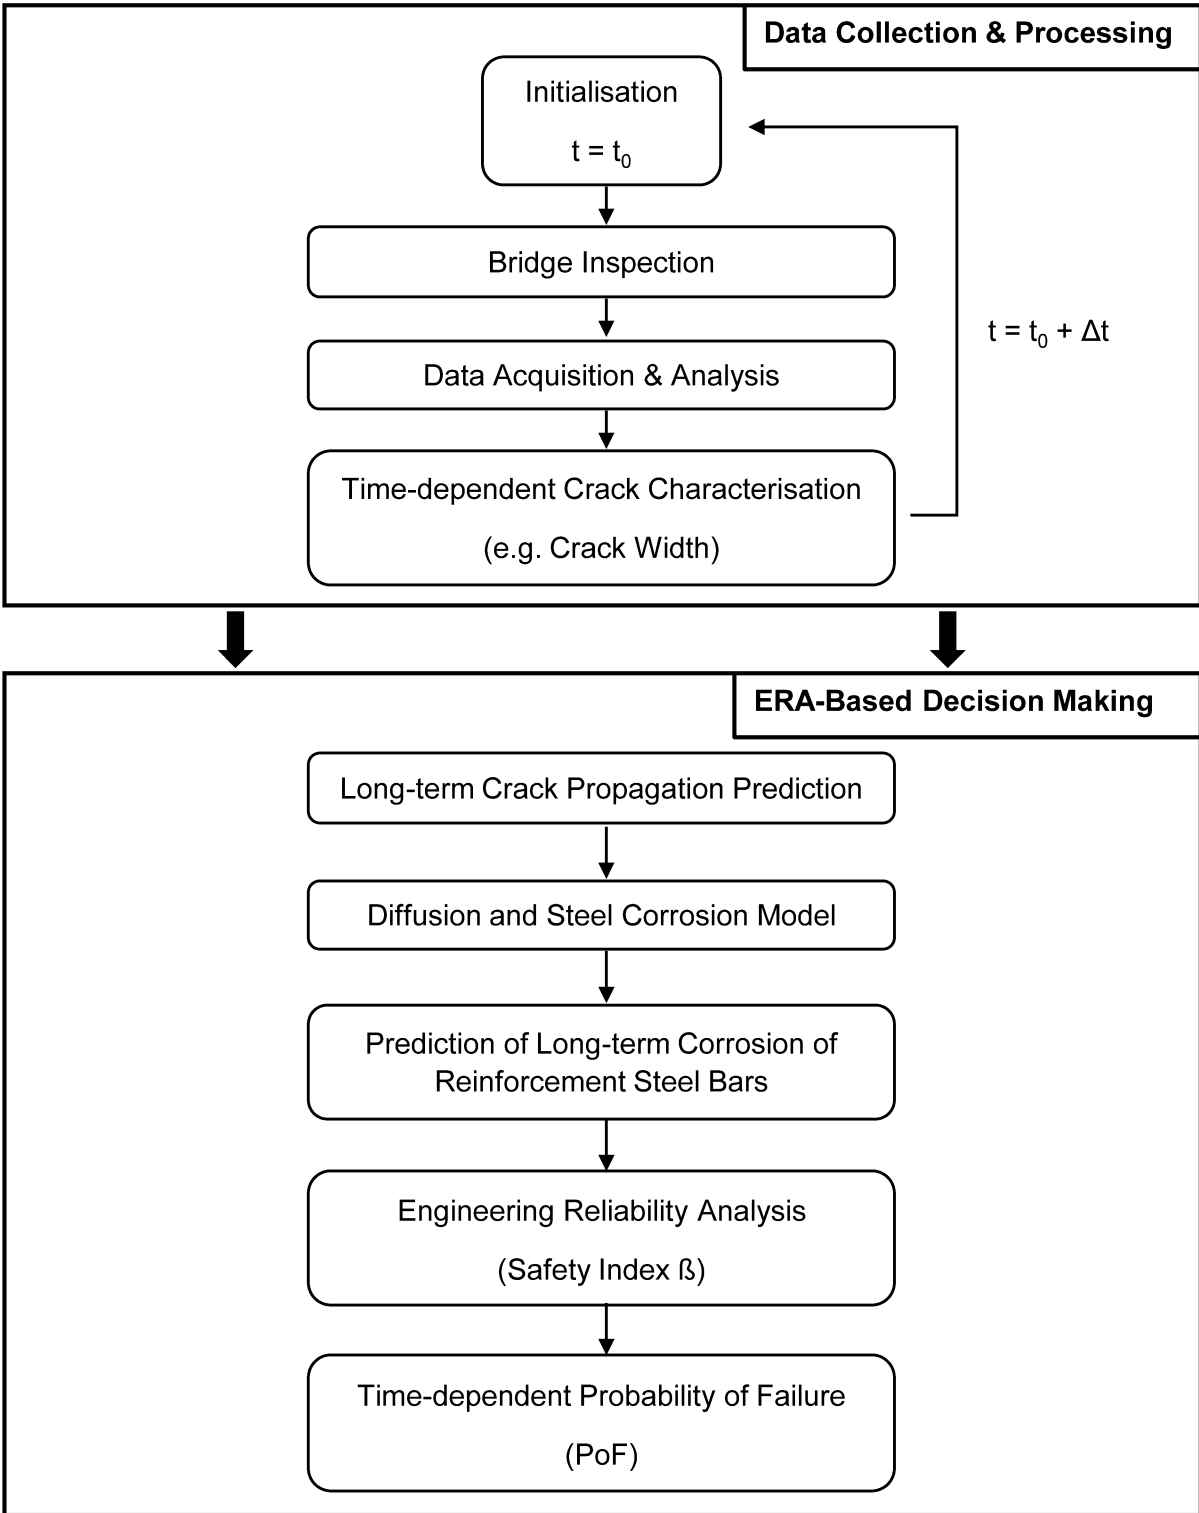 Data Collection & Processing
Initialisation
t = t₀
Bridge Inspection
Data Acquisition & Analysis
t = t₀ + Δt
Time-dependent Crack Characterisation
(e.g. Crack Width)
ERA-Based Decision Making
Long-term Crack Propagation Prediction
Diffusion and Steel Corrosion Model
Prediction of Long-term Corrosion of
Reinforcement Steel Bars
Engineering Reliability Analysis
(Safety Index ß)
Time-dependent Probability of Failure
(PoF)